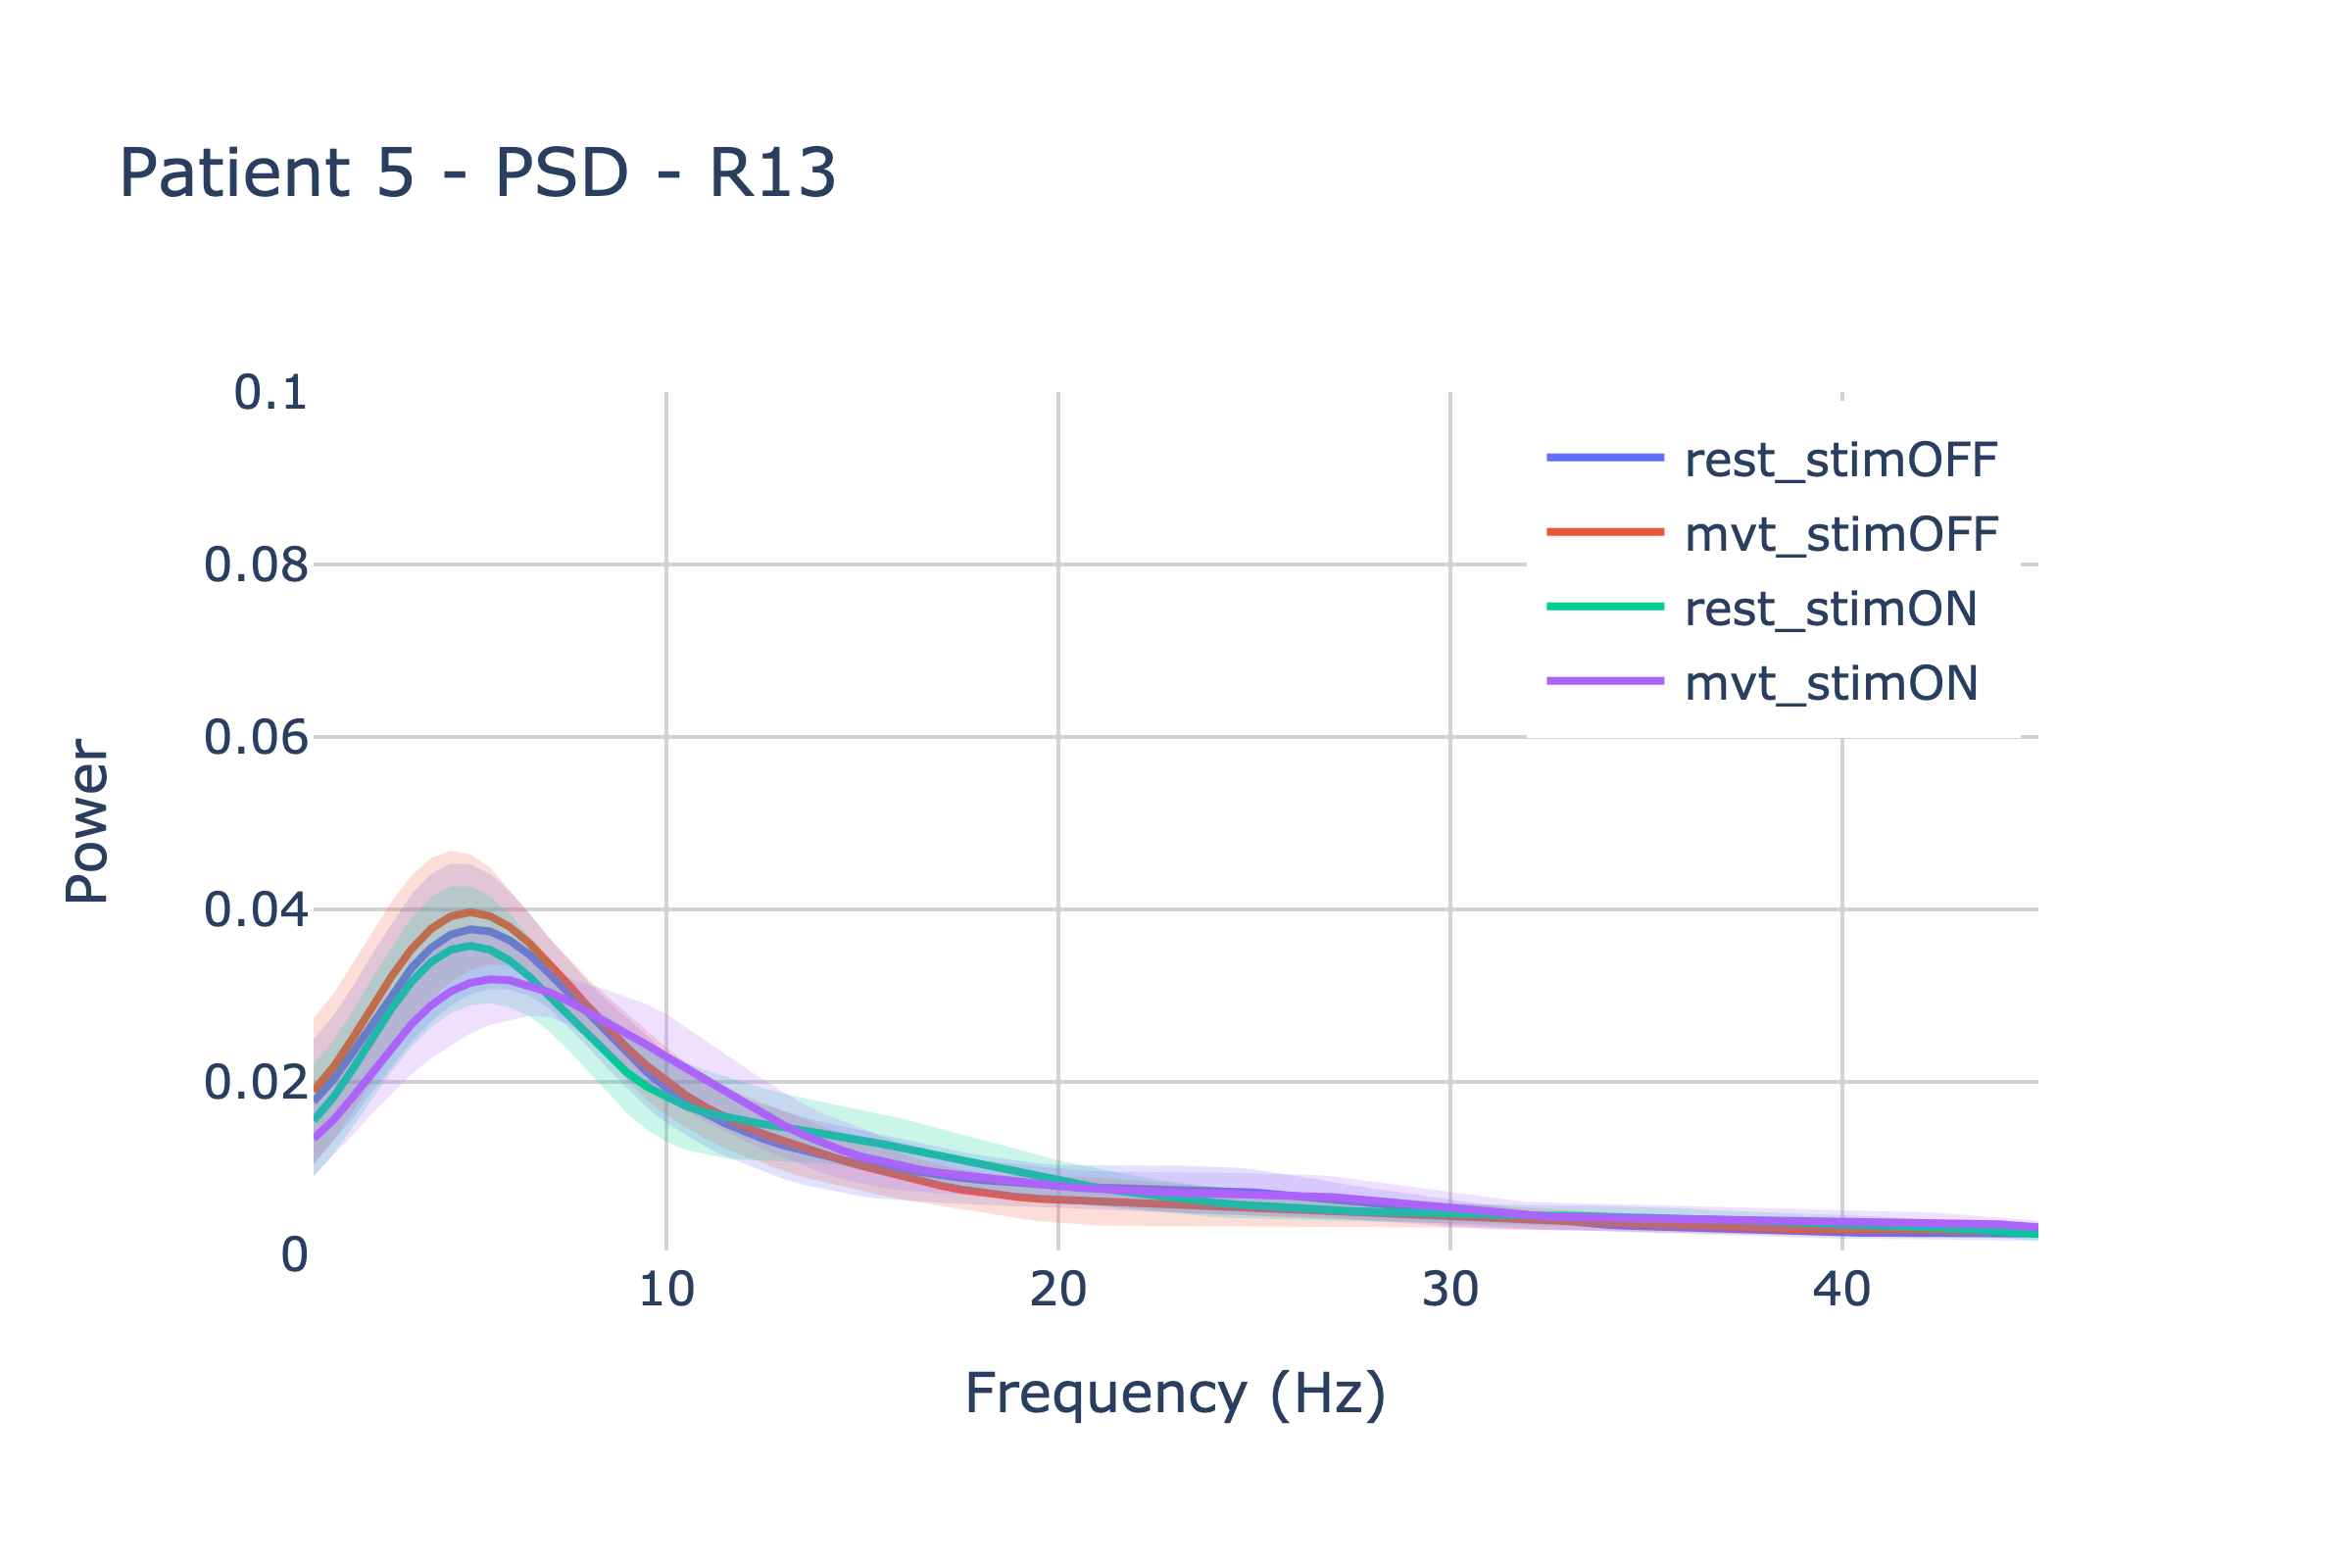 Patient 5 - PSD - R13
0.1
0.08
0.06
0.04
0.02
0
Power
rest_stimOFF
mvt_stimOFF
rest_stimON
mvt_stimON
10 20 30 40
Frequency (Hz)